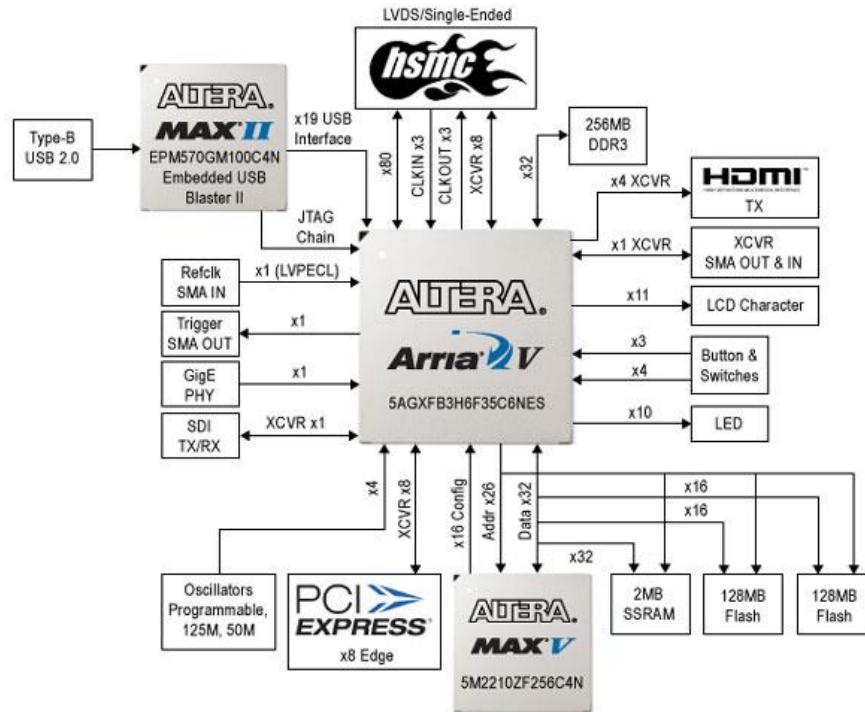 LVDS/Single-Ended
hsmc
Type-B
USB 2.0
ALTERA®
MAX II
EPM570GM100C4N
Embedded USB
Blaster II
x19 USB
Interface
JTAG
Chain
x80
CLKIN x3
CLKOUT x3
XCVR x8
x32
256MB
DDR3
x4 XCVR
HDMI
TX
x1 XCVR
XCVR
SMA OUT & IN
x11
LCD Character
x3
x4
Button &
Switches
x10
LED
Refclk
SMA IN
x1 (LVPECL)
Trigger
SMA OUT
x1
GigE
PHY
x1
SDI
TX/RX
XCVR x1
ALTERA®
Arria® V
5AGXFB3H6F35C6NES
x4
XCVR x8
x16 Config
Addr x26
Data x32
x16
x16
x32
Oscillators
Programmable,
125M, 50M
PCI
EXPRESS®
x8 Edge
ALTERA®
MAX® V
5M2210ZF256C4N
2MB
SSRAM
128MB
Flash
128MB
Flash